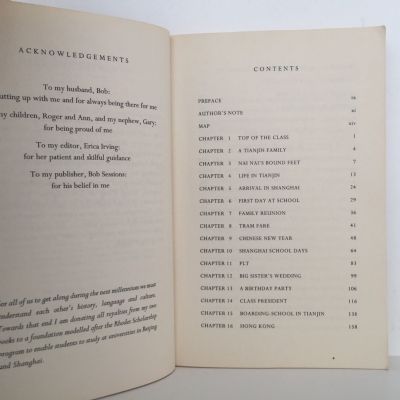 ACKNOWLEDGEMENTS
To my husband, Bob:
utting up with me and for always being there for me
my children, Roger and Ann, and my nephew, Gary:
for being proud of me
To my editor, Erica Irving:
for her patient and skilful guidance
To my publisher, Bob Sessions:
for his belief in me
For all of us to get along during the next millennium we must
understand each other's history, language and culture.
Towards that end I am donating all royalties from my two
books to a foundation modelled after the Rhodes Scholarship
program to enable students to study at universities in Beijing
and Shanghai.
CONTENTS
PREFACE ix
AUTHOR'S NOTE xi
MAP xiv
CHAPTER 1 TOP OF THE CLASS 1
CHAPTER 2 A TIANJIN FAMILY 4
CHAPTER 3 NAI NAI'S BOUND FEET 7
CHAPTER 4 LIFE IN TIANJIN
CHAPTER 5 ARRIVAL IN SHANGHAI
CHAPTER 6 FIRST DAY AT SCHOOL 29
CHAPTER 7 FAMILY REUNION 36
CHAPTER 8 TRAM FARE 41
CHAPTER 9 CHINESE NEW YEAR 48
CHAPTER 10 SHANGHAI SCHOOL DAYS 64
CHAPTER 11 PLT 83
CHAPTER 12 BIG SISTER'S WEDDING 99
CHAPTER 13 A BIRTHDAY PARTY
CHAPTER 14 CLASS PRESIDENT 116
CHAPTER 15 BOARDING-SCHOOL IN TIANJIN
CHAPTER 16 HONG KONG 158